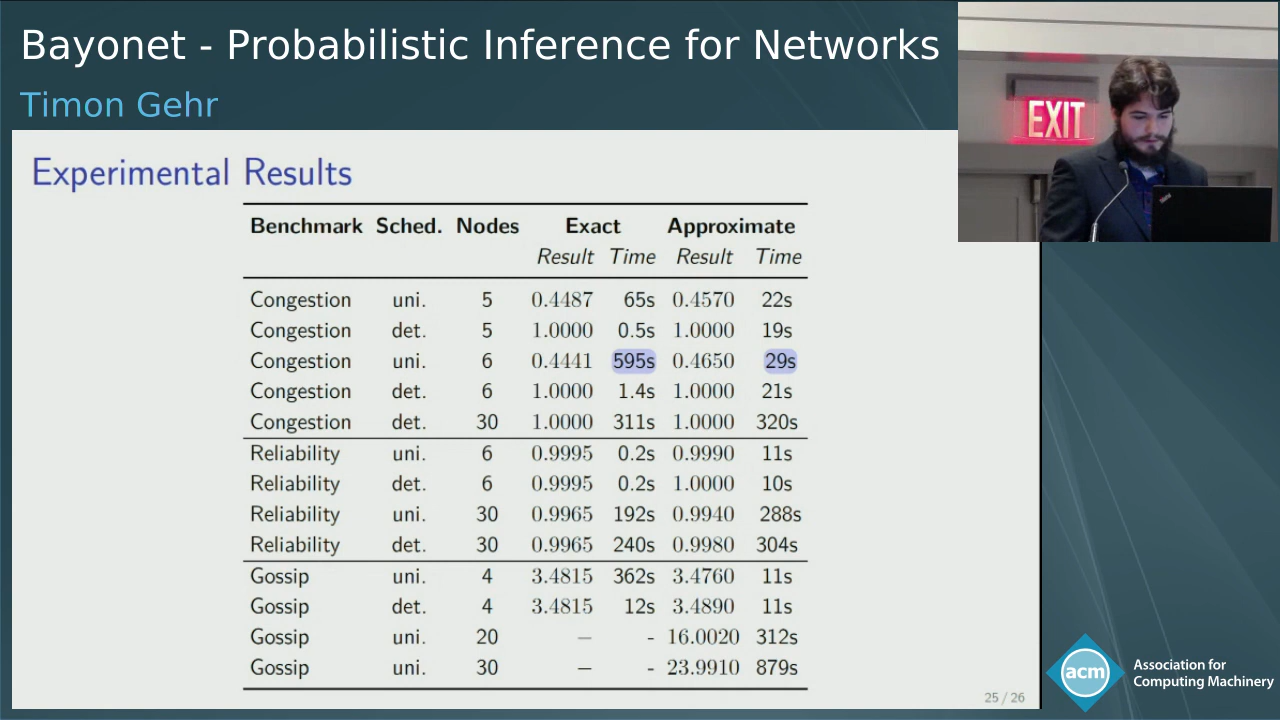 Bayonet - Probabilistic Inference for Networks
Timon Gehr
EXIT
Experimental Results
Benchmark Sched. Nodes Exact Approximate
Result Time Result Time
Congestion uni. 5 0.4487 65s 0.4570 22s
Congestion det. 5 1.0000 0.5s 1.0000 19s
Congestion uni. 6 0.4441 595s 0.4650 29s
Congestion det. 6 1.0000 1.4s 1.0000 21s
Congestion det. 30 1.0000 311s 1.0000 320s
Reliability uni. 6 0.9995 0.2s 0.9990 11s
Reliability det. 6 0.9995 0.2s 1.0000 10s
Reliability uni. 30 0.9965 192s 0.9940 288s
Reliability det. 30 0.9965 240s 0.9980 304s
Gossip uni. 4 3.4815 362s 3.4760 11s
Gossip det. 4 3.4815 12s 3.4890 11s
Gossip uni. 20 – - 16.0020 312s
Gossip uni. 30 – - 23.9910 879s
25 / 26
acm
Association for
Computing Machinery